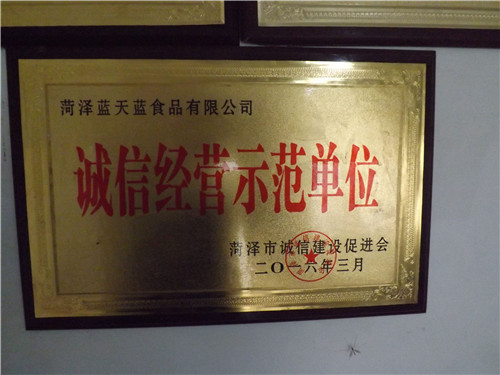 菏泽蓝天蓝食品有限公司
诚信经营示范单位
菏泽市诚信建设促进会
二〇一六年三月